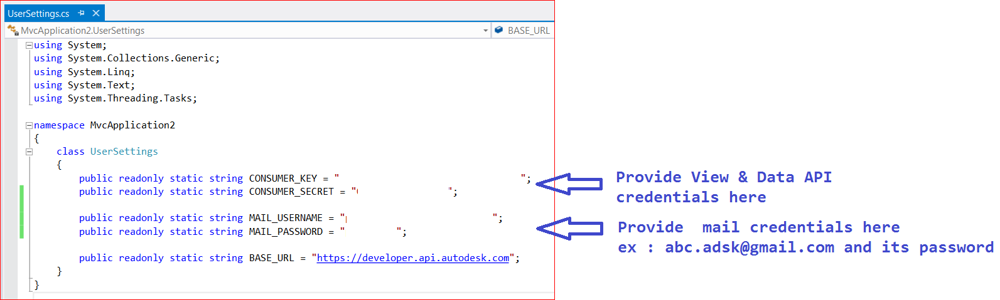 UserSettings.cs
MvcApplication2.UserSettings
BASE_URL
using System;
using System.Collections.Generic;
using System.Linq;
using System.Text;
using System.Threading.Tasks;
namespace MvcApplication2
{
class UserSettings
{
public readonly static string CONSUMER_KEY = " ";
public readonly static string CONSUMER_SECRET = " ";
public readonly static string MAIL_USERNAME = " ";
public readonly static string MAIL_PASSWORD = " ";
public readonly static string BASE_URL = "https://developer.api.autodesk.com";
}
}
Provide View & Data API
credentials here
Provide mail credentials here
ex : abc.adsk@gmail.com and its password